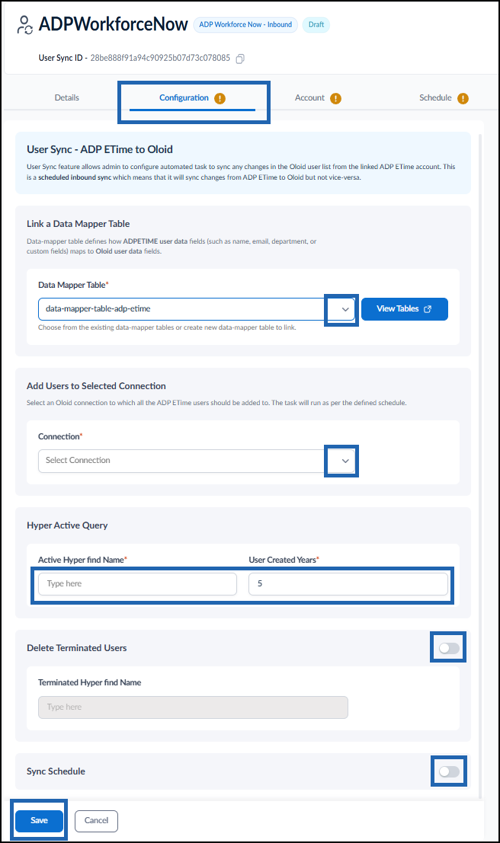 ADPWorkforceNow ADP Workforce Now - Inbound Draft
User Sync ID - 28be888f91a94c90925b07d73c078085
Details Configuration ! Account ! Schedule !
User Sync - ADP ETime to Oloid
User Sync feature allows admin to configure automated task to sync any changes in the Oloid user list from the linked ADP ETime account. This
is a scheduled inbound sync which means that it will sync changes from ADP ETime to Oloid but not vice-versa.
Link a Data Mapper Table
Data-mapper table defines how ADPETIME user data fields (such as name, email, department, or
custom fields) maps to Oloid user data fields.
Data Mapper Table*
data-mapper-table-adp-etime View Tables
Choose from the existing data-mapper tables or create new data-mapper table to link.
Add Users to Selected Connection
Select an Oloid connection to which all the ADP ETime users should be added to. The task will run as per the defined schedule.
Connection*
Select Connection
Hyper Active Query
Active Hyper find Name* User Created Years*
Type here 5
Delete Terminated Users
Terminated Hyper find Name
Type here
Sync Schedule
Save Cancel